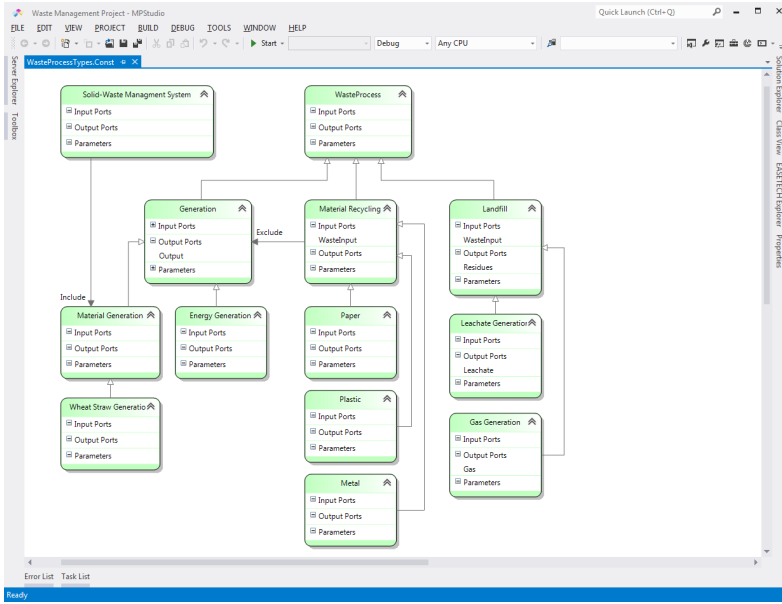 Waste Management Project - MPStudio
Quick Launch (Ctrl+Q)
FILE EDIT VIEW PROJECT BUILD DEBUG TOOLS WINDOW HELP
Start
Debug
Any CPU
Server Explorer
Toolbox
WasteProcessTypes.Const
Solution Explorer
Class View
EASETECH Explorer
Properties
Solid-Waste Managment System
Input Ports
Output Ports
Parameters
WasteProcess
Input Ports
Output Ports
Parameters
Generation
Input Ports
Output Ports
Output
Parameters
Exclude
Material Recycling
Input Ports
WasteInput
Output Ports
Parameters
Landfill
Input Ports
WasteInput
Output Ports
Residues
Parameters
Include
Material Generation
Input Ports
Output Ports
Parameters
Energy Generation
Input Ports
Output Ports
Parameters
Paper
Input Ports
Output Ports
Parameters
Leachate Generation
Input Ports
Output Ports
Leachate
Parameters
Wheat Straw Generatio
Input Ports
Output Ports
Parameters
Plastic
Input Ports
Output Ports
Parameters
Gas Generation
Input Ports
Output Ports
Gas
Parameters
Metal
Input Ports
Output Ports
Parameters
Error List Task List
Ready